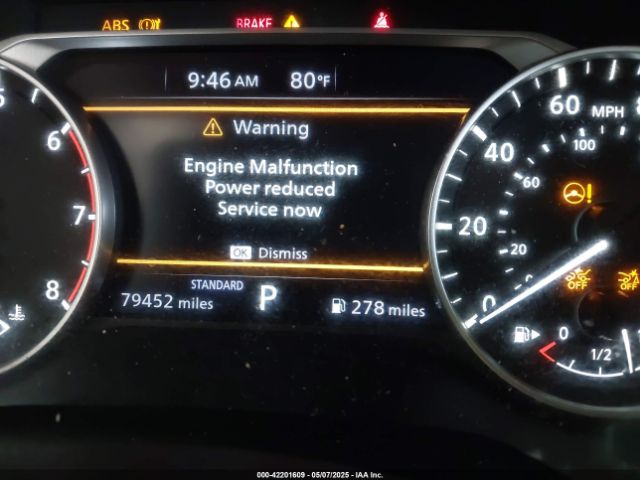 ABS BRAKE
9:46 AM 80°F
Warning
Engine Malfunction
Power reduced
Service now
OK Dismiss
STANDARD
79452 miles P 278 miles
6
7
8
60 MPH
100
40
60
20
20
0
OFF OFF
0
1/2
000-42201609 - 05/07/2025 - IAA Inc.